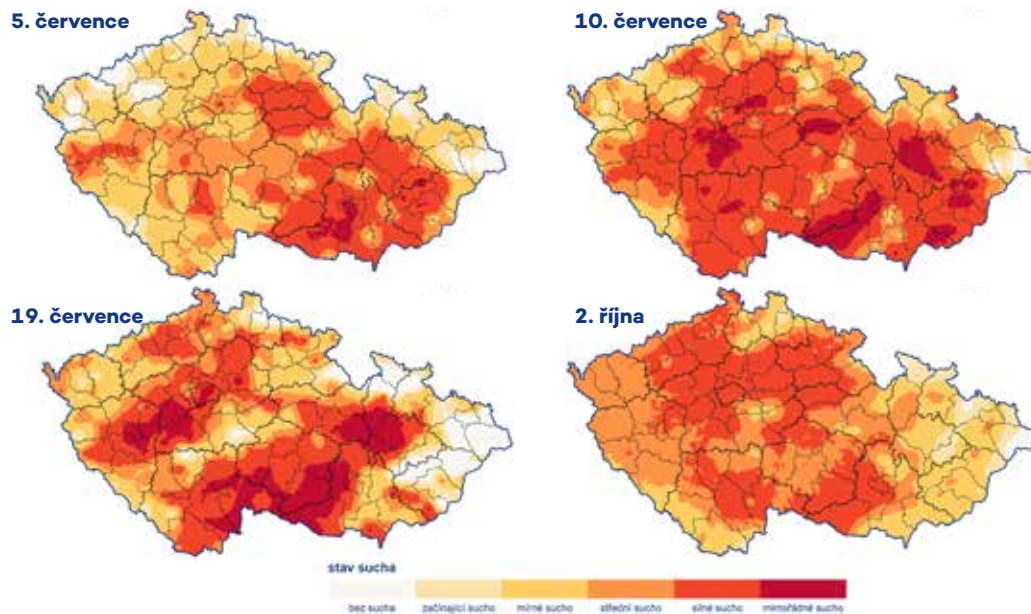 5. července
10. července
19. července
2. října
stav sucha
bez sucha
začínající sucho
mírné sucho
střední sucho
silné sucho
mimořádné sucho